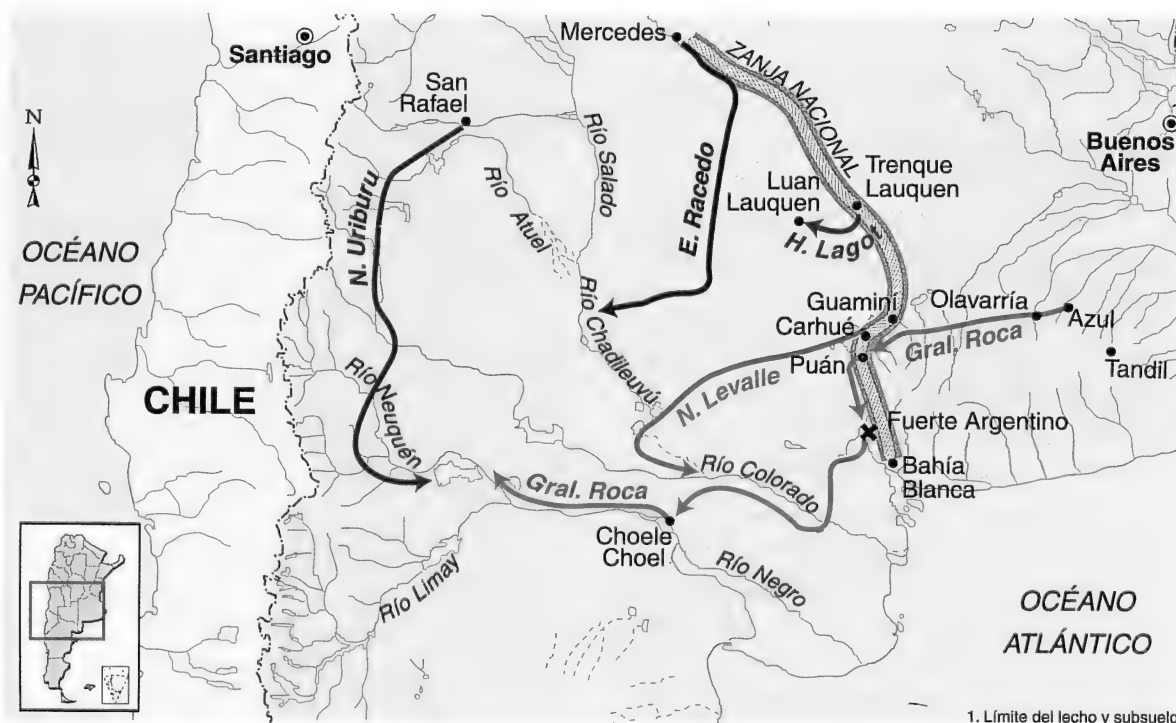 Mercedes
Santiago
San
Rafael
N
ZANJA NACIONAL
Buenos
Aires
Río Salado
Trenque
Lauquen
Luan
Lauquen
Río
Atuel
N. Uriburu
E. Racedo
H. Lagos
OCÉANO
PACÍFICO
Guaminí
Carhué
Olavarría
Azul
Gral. Roca
Puán
Tandil
Río Chadileuvú
N. Levalle
CHILE
Río Neuquén
Fuerte Argentino
Bahía
Blanca
Río Colorado
Gral. Roca
Choele
Choel
Río Limay
Río Negro
OCÉANO
ATLÁNTICO
1. Límite del lecho y subsuelo